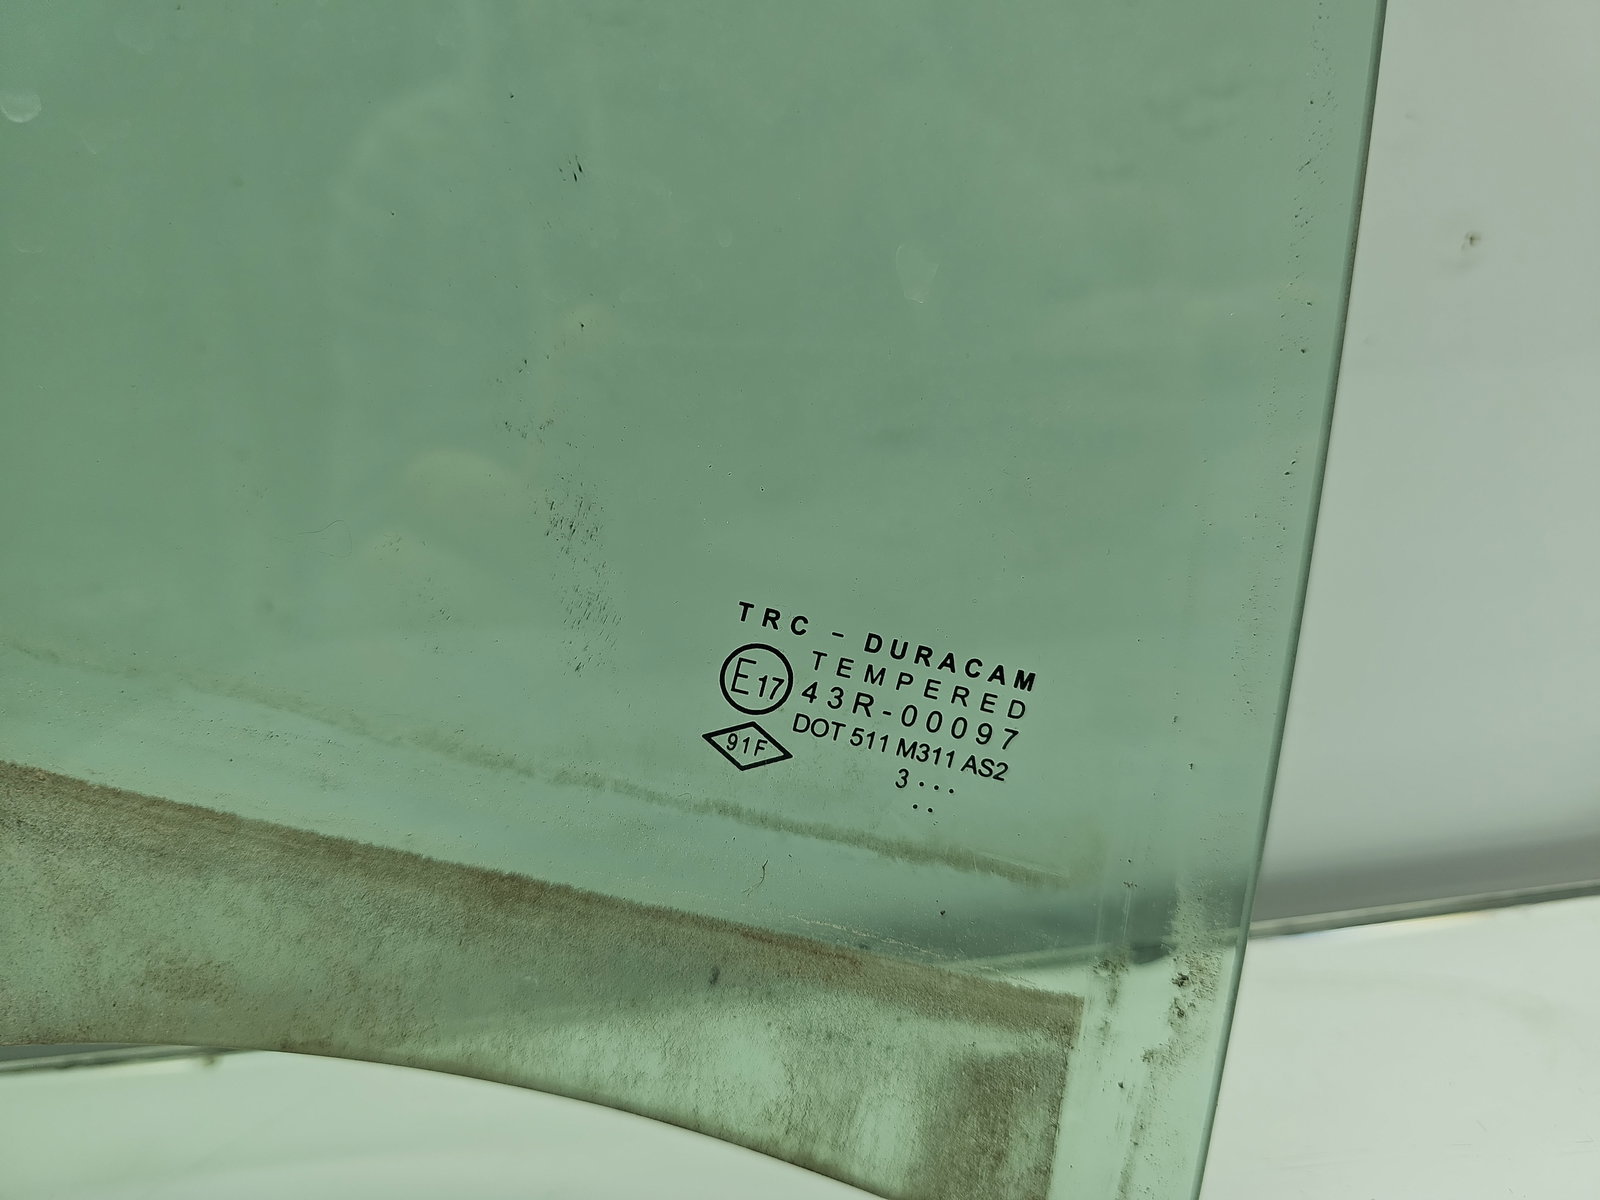 TRC - DURACAM
TEMPERED
E17 43R-00097
91F DOT 511 M311 AS2
3 ...
..